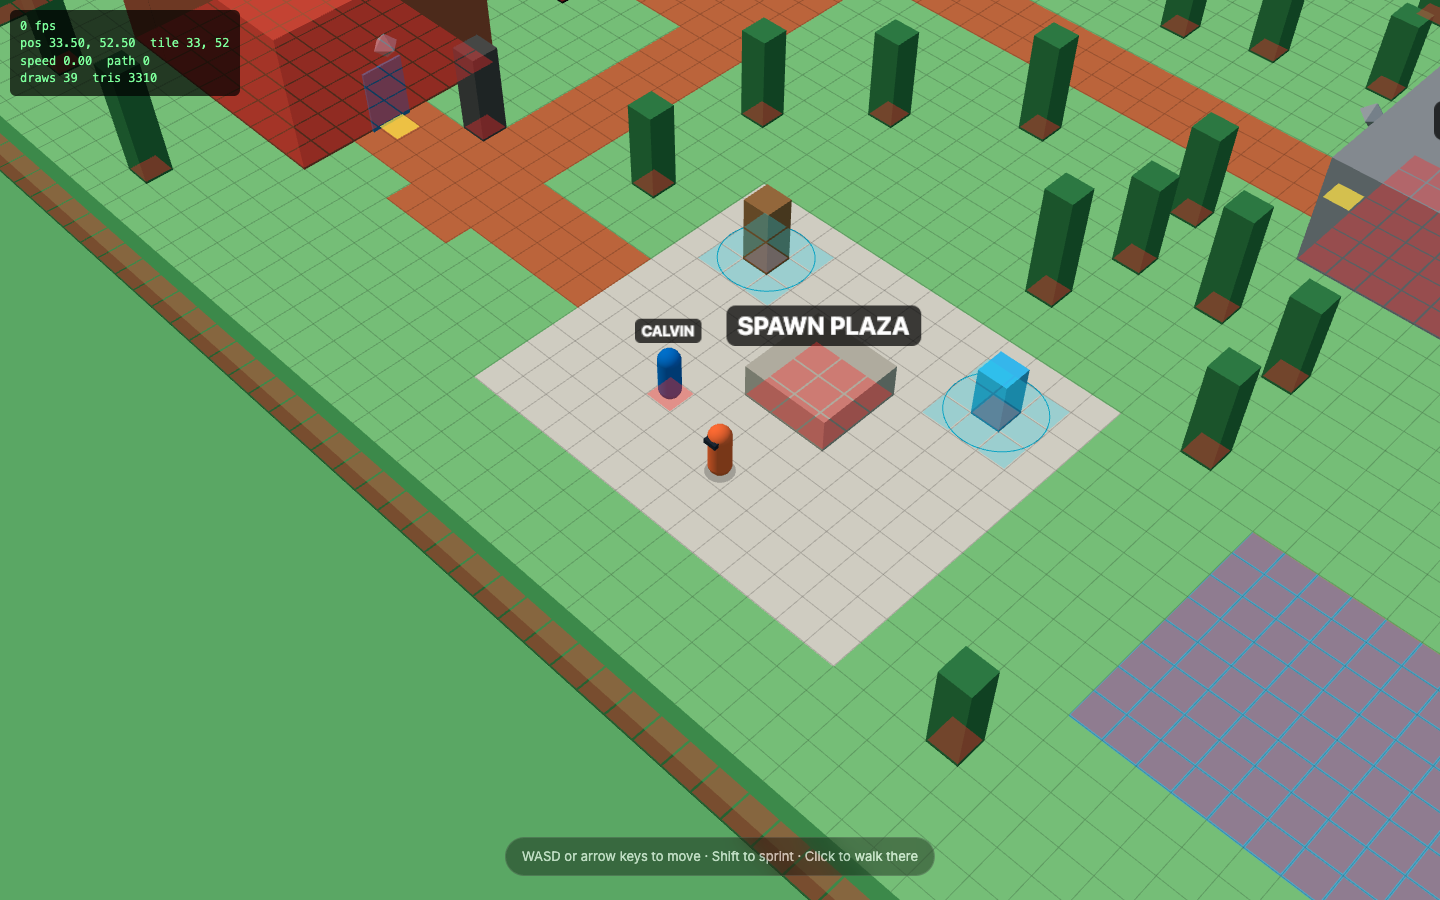 0 fps
pos 33.50, 52.50  tile 33, 52
speed 0.00  path 0
draws 39  tris 3310
CALVIN
SPAWN PLAZA
WASD or arrow keys to move · Shift to sprint · Click to walk there